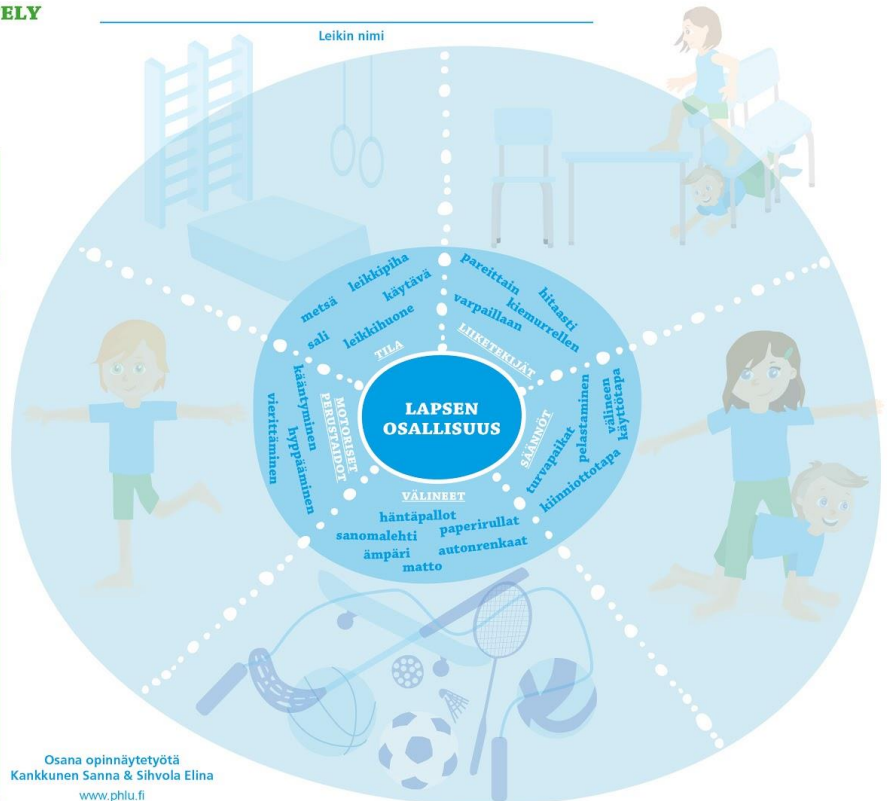 ELY
Leikin nimi
metsä
leikkipiha
käytävä
sali
leikkihuone
TILA
pareittain
hitaasti
varpaillaan
kiemurrellen
LIIKETEKIJÄT
kääntyminen
vierittäminen
hyppääminen
MOTORISET
PERUSTAIDOT
LAPSEN
OSALLISUUS
SÄÄNNÖT
turvapaikat
pelastaminen
välineen
käyttötapa
kiinniottotapa
VÄLINEET
häntäpallot
sanomalehti
paperirullat
ämpäri
autonrenkaat
matto
Osana opinnäytetyötä
Kankkunen Sanna & Sihvola Elina
www.phlu.fi